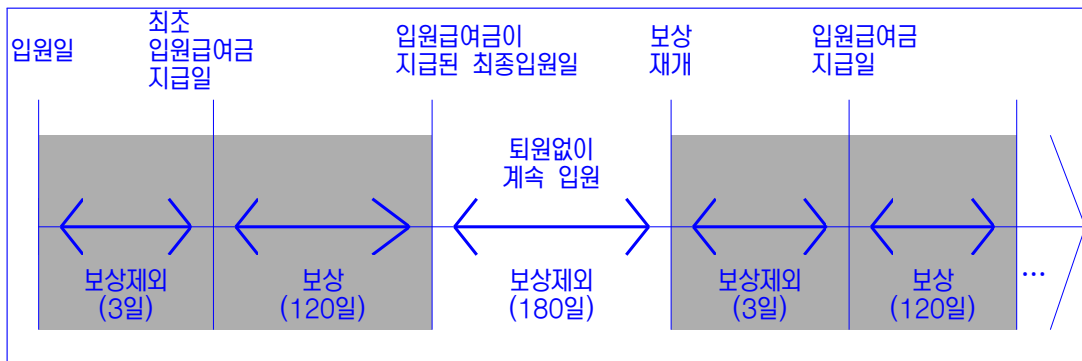 입원일
최초
입원급여금
지급일
입원급여금이
지급된 최종입원일
보상
재개
입원급여금
지급일
퇴원없이
계속 입원
보상제외
(3일)
보상
(120일)
보상제외
(180일)
보상제외
(3일)
보상
(120일)
...